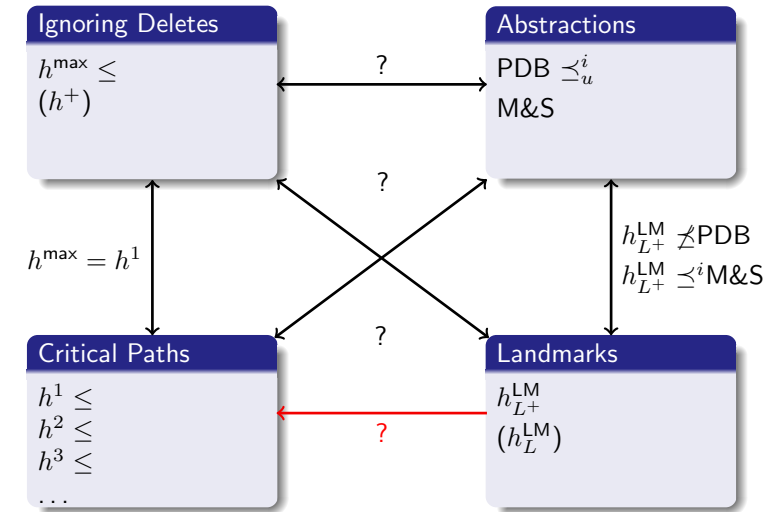 Ignoring Deletes
h^max ≤
(h^+)
Abstractions
PDB ⪯^i_u
M&S
?
?
h^max = h^1
h^LM_{L^+} ⋠PDB
h^LM_{L^+} ⪯^i M&S
?
Critical Paths
h^1 ≤
h^2 ≤
h^3 ≤
...
Landmarks
h^LM_{L^+}
(h^LM_L)
?